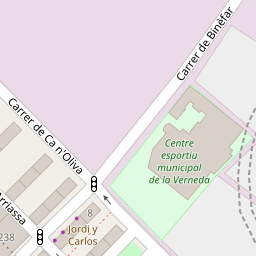 Carrer de Binèfar
Carrer de Ca n'Oliva
Centre
esportiu
municipal
de la Verneda
8
Jordi y
Carlos
238